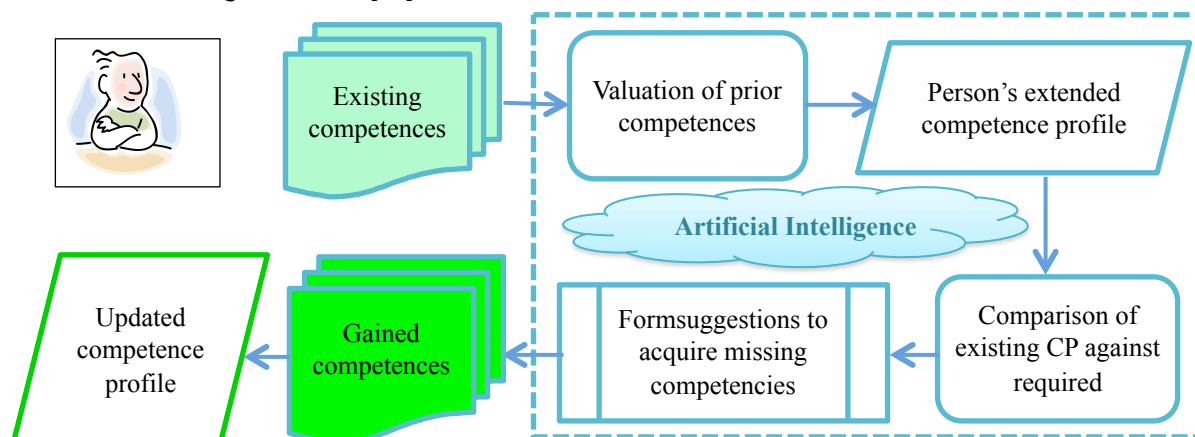 Existing
competences
Valuation of prior
competences
Person's extended
competence profile
Artificial Intelligence
Updated
competence
profile
Gained
competences
Formsuggestions to
acquire missing
competencies
Comparison of
existing CP against
required